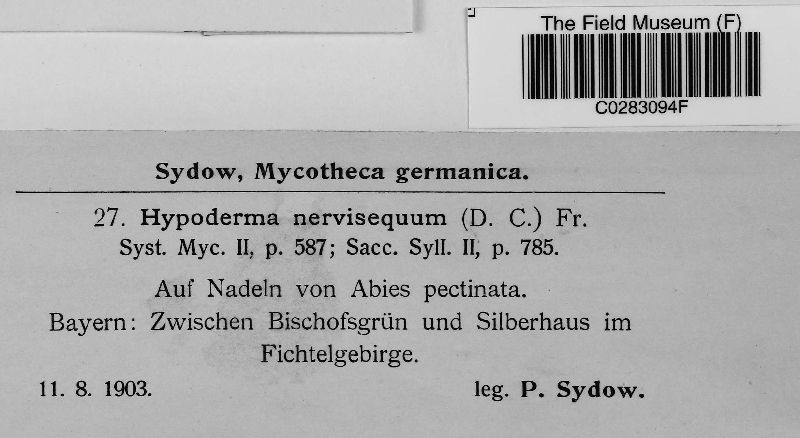 The Field Museum (F)
C0283094F
Sydow, Mycotheca germanica.
27. Hypoderma nervisequum (D. C.) Fr.
Syst. Myc. II, p. 587; Sacc. Syll. II, p. 785.
Auf Nadeln von Abies pectinata.
Bayern: Zwischen Bischofsgrün und Silberhaus im
Fichtelgebirge.
11. 8. 1903. leg. P. Sydow.